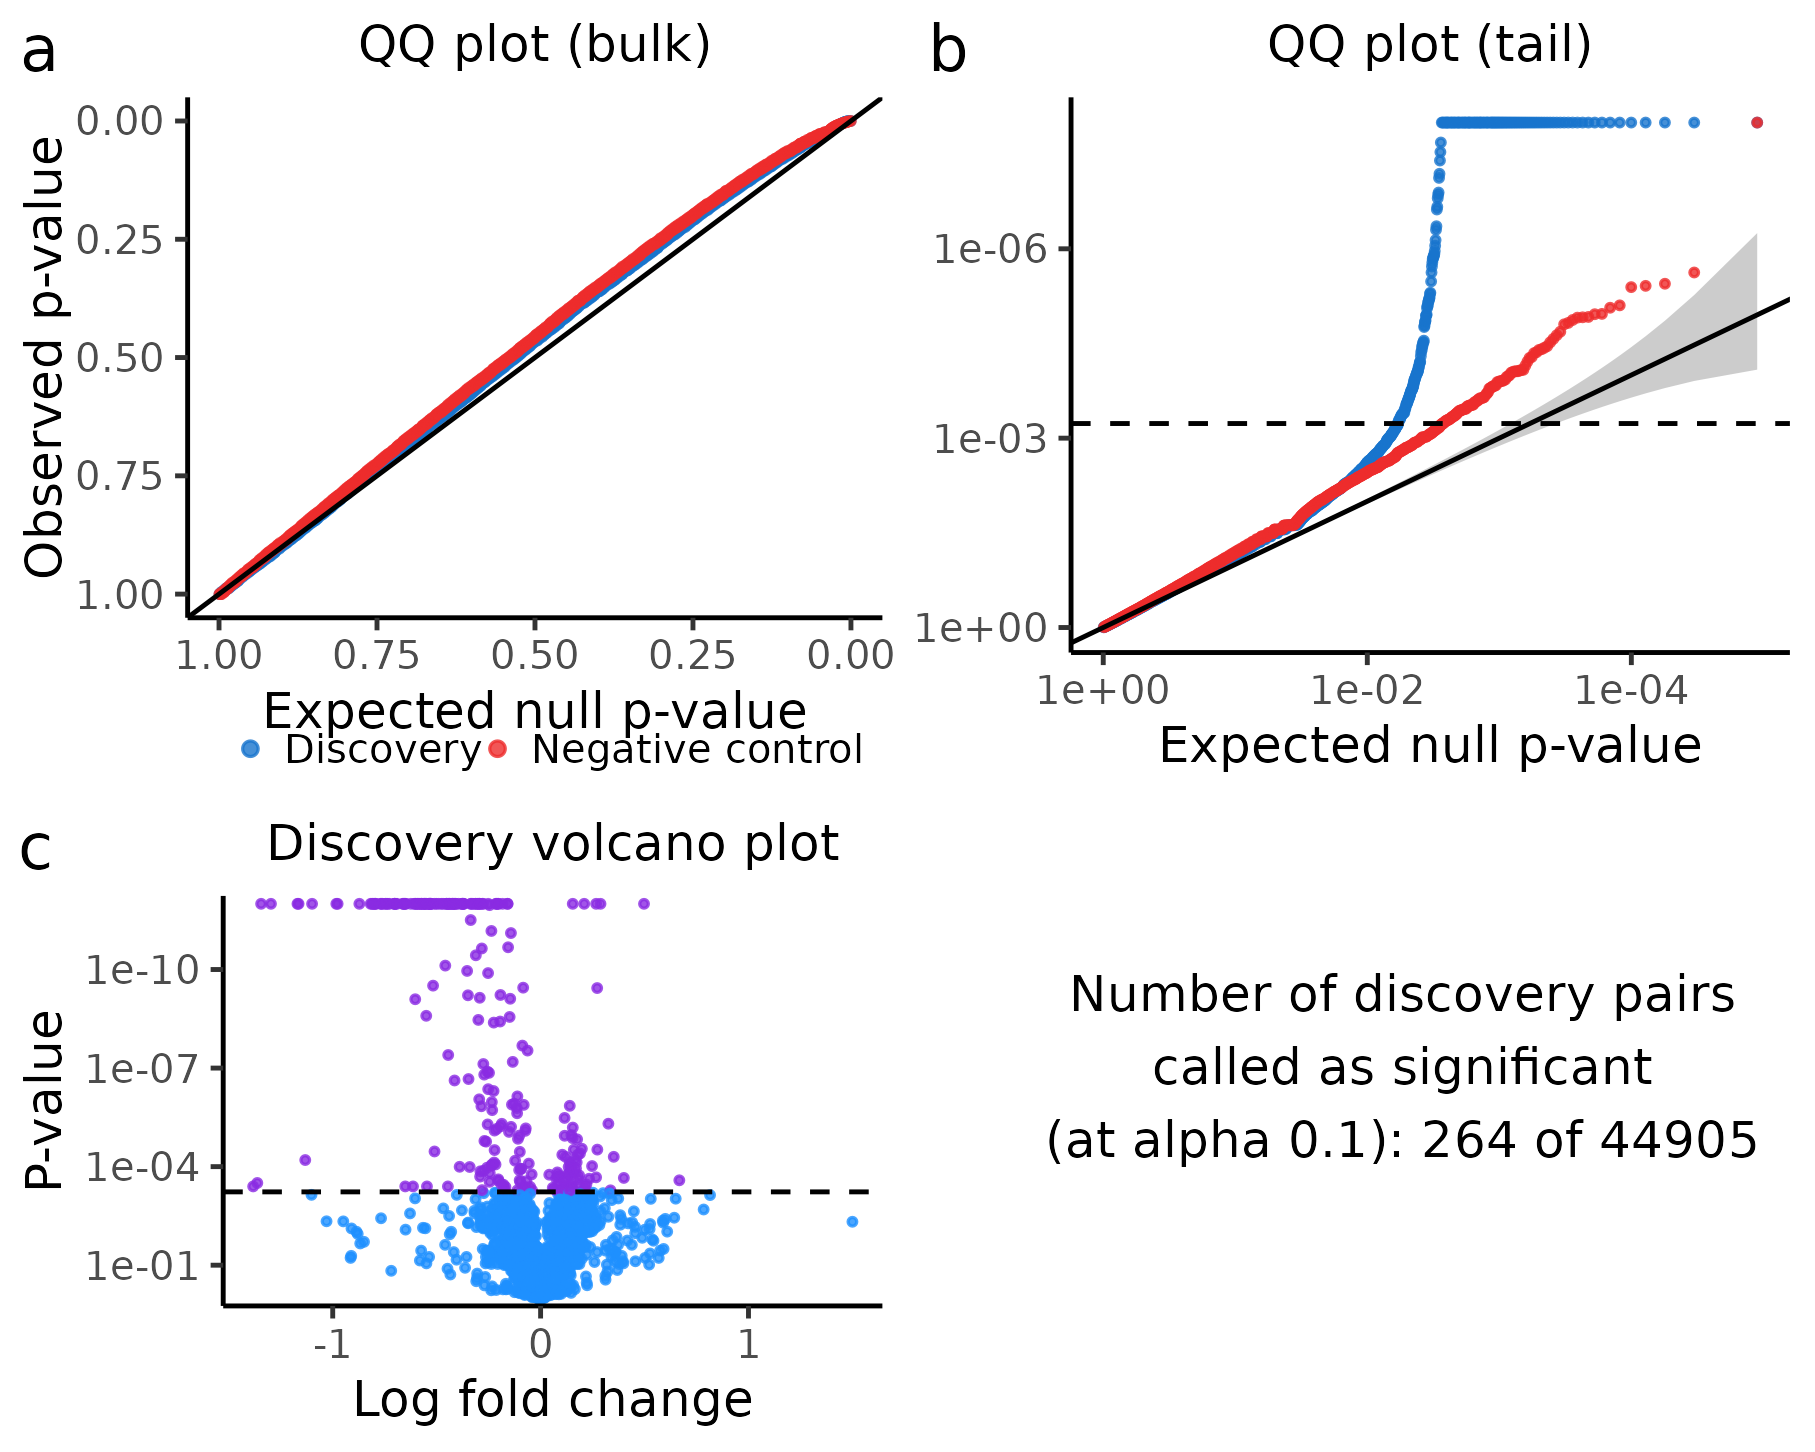 a
QQ plot (bulk)
Observed p-value
0.00
0.25
0.50
0.75
1.00
1.00 0.75 0.50 0.25 0.00
Expected null p-value
Discovery Negative control
b
QQ plot (tail)
1e-06
1e-03
1e+00
1e+00 1e-02 1e-04
Expected null p-value
c
Discovery volcano plot
P-value
1e-10
1e-07
1e-04
1e-01
-1 0 1
Log fold change
Number of discovery pairs
called as significant
(at alpha 0.1): 264 of 44905